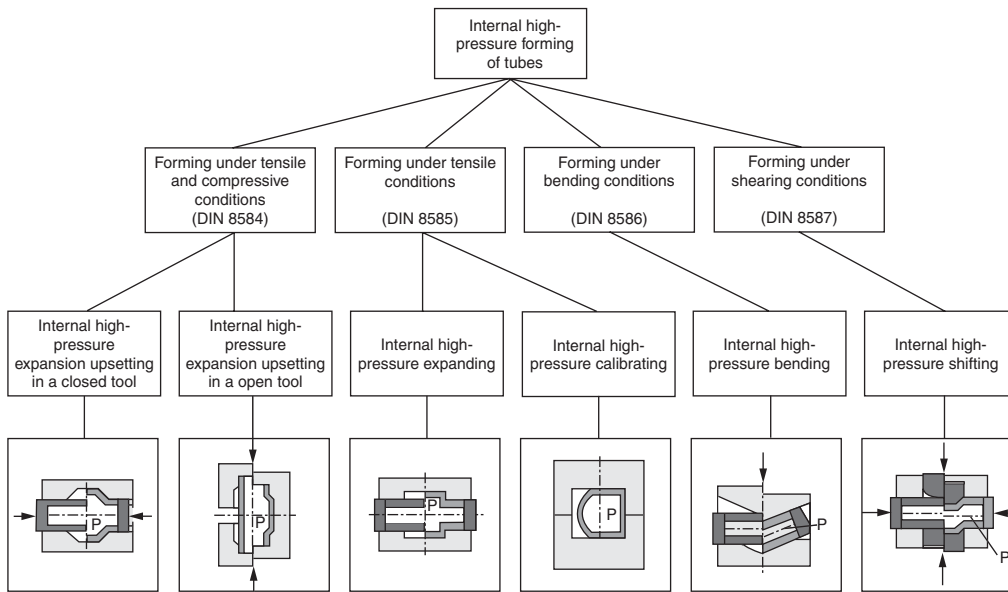 Internal high-
pressure forming
of tubes
Forming under tensile
and compressive
conditions
(DIN 8584)
Forming under tensile
conditions
(DIN 8585)
Forming under
bending conditions
(DIN 8586)
Forming under
shearing conditions
(DIN 8587)
Internal high-
pressure
expansion upsetting
in a closed tool
Internal high-
pressure
expansion upsetting
in a open tool
Internal high-
pressure expanding
Internal high-
pressure calibrating
Internal high-
pressure bending
Internal high-
pressure shifting
P
P
P
P
P
P